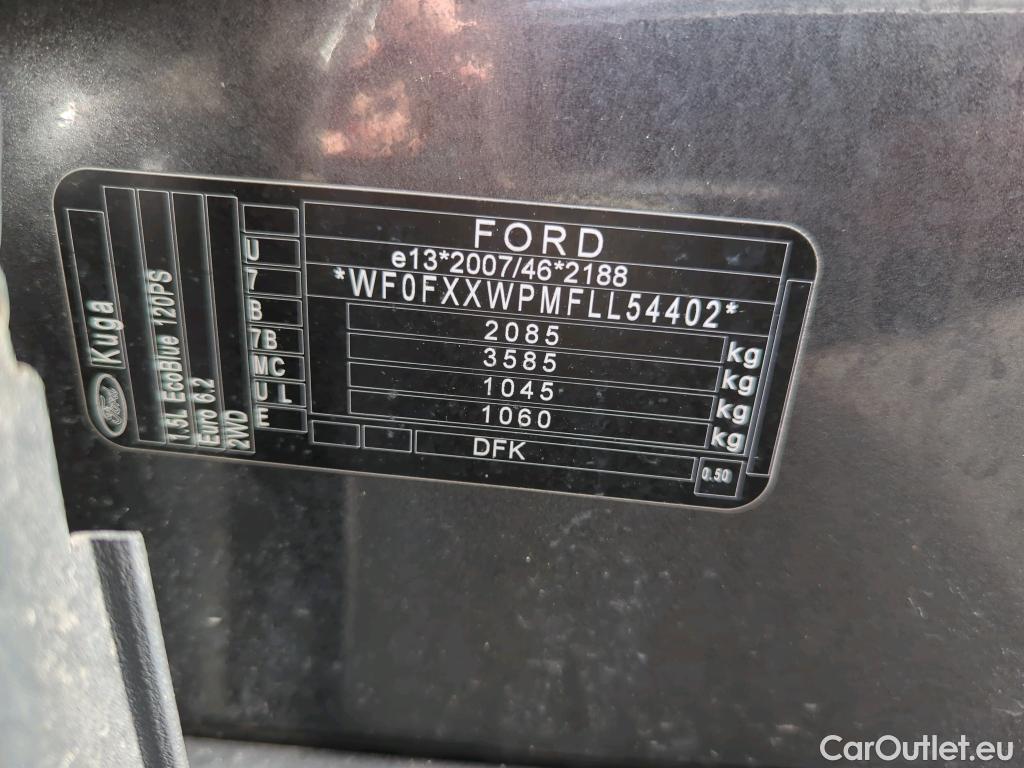 FORD
e13*2007/46*2188
*WF0FXXWPMFLL54402*
2085 kg
3585 kg
1045 kg
1060 kg
DFK
0.50
U
7
B
7B
MC
U L
E
Ford
Kuga
1.5L EcoBlue 120PS
Euro 6.2
2WD
CarOutlet.eu